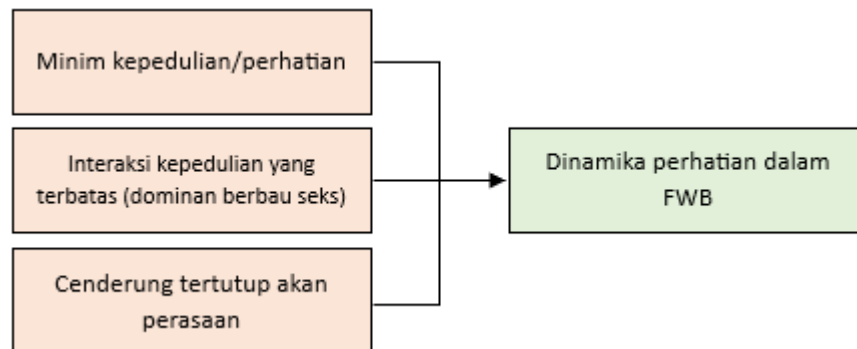 Minim kepedulian/perhatian
Interaksi kepedulian yang
terbatas (dominan berbau seks)
Cenderung tertutup akan
perasaan
Dinamika perhatian dalam
FWB